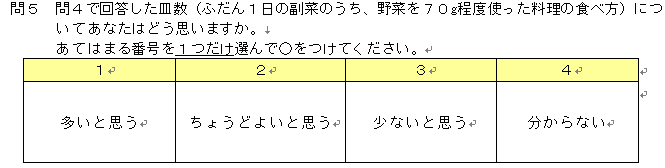 問５　問４で回答した皿数（ふだん１日の副菜のうち、野菜を７０g程度使った料理の食べ方）につ
いてあなたはどう思いますか。↓
あてはまる番号を１つだけ選んで○をつけてください。↵
１↵　２↵　３↵　４↵　↵
多いと思う↵　ちょうどよいと思う↵　少ないと思う↵　分からない↵　↵